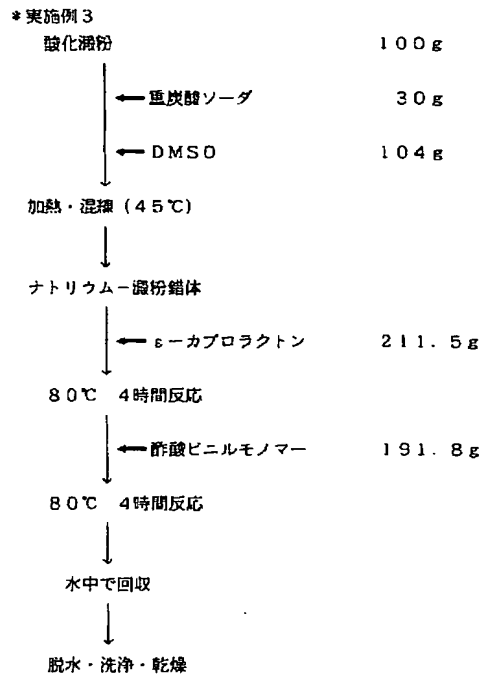 *実施例3
酸化澱粉 100g
重炭酸ソーダ 30g
DMSO 104g
加熱・混練(45℃)
ナトリウム-澱粉錯体
ε-カプロラクトン 211.5g
80℃ 4時間反応
酢酸ビニルモノマー 191.8g
80℃ 4時間反応
水中で回収
脱水・洗浄・乾燥